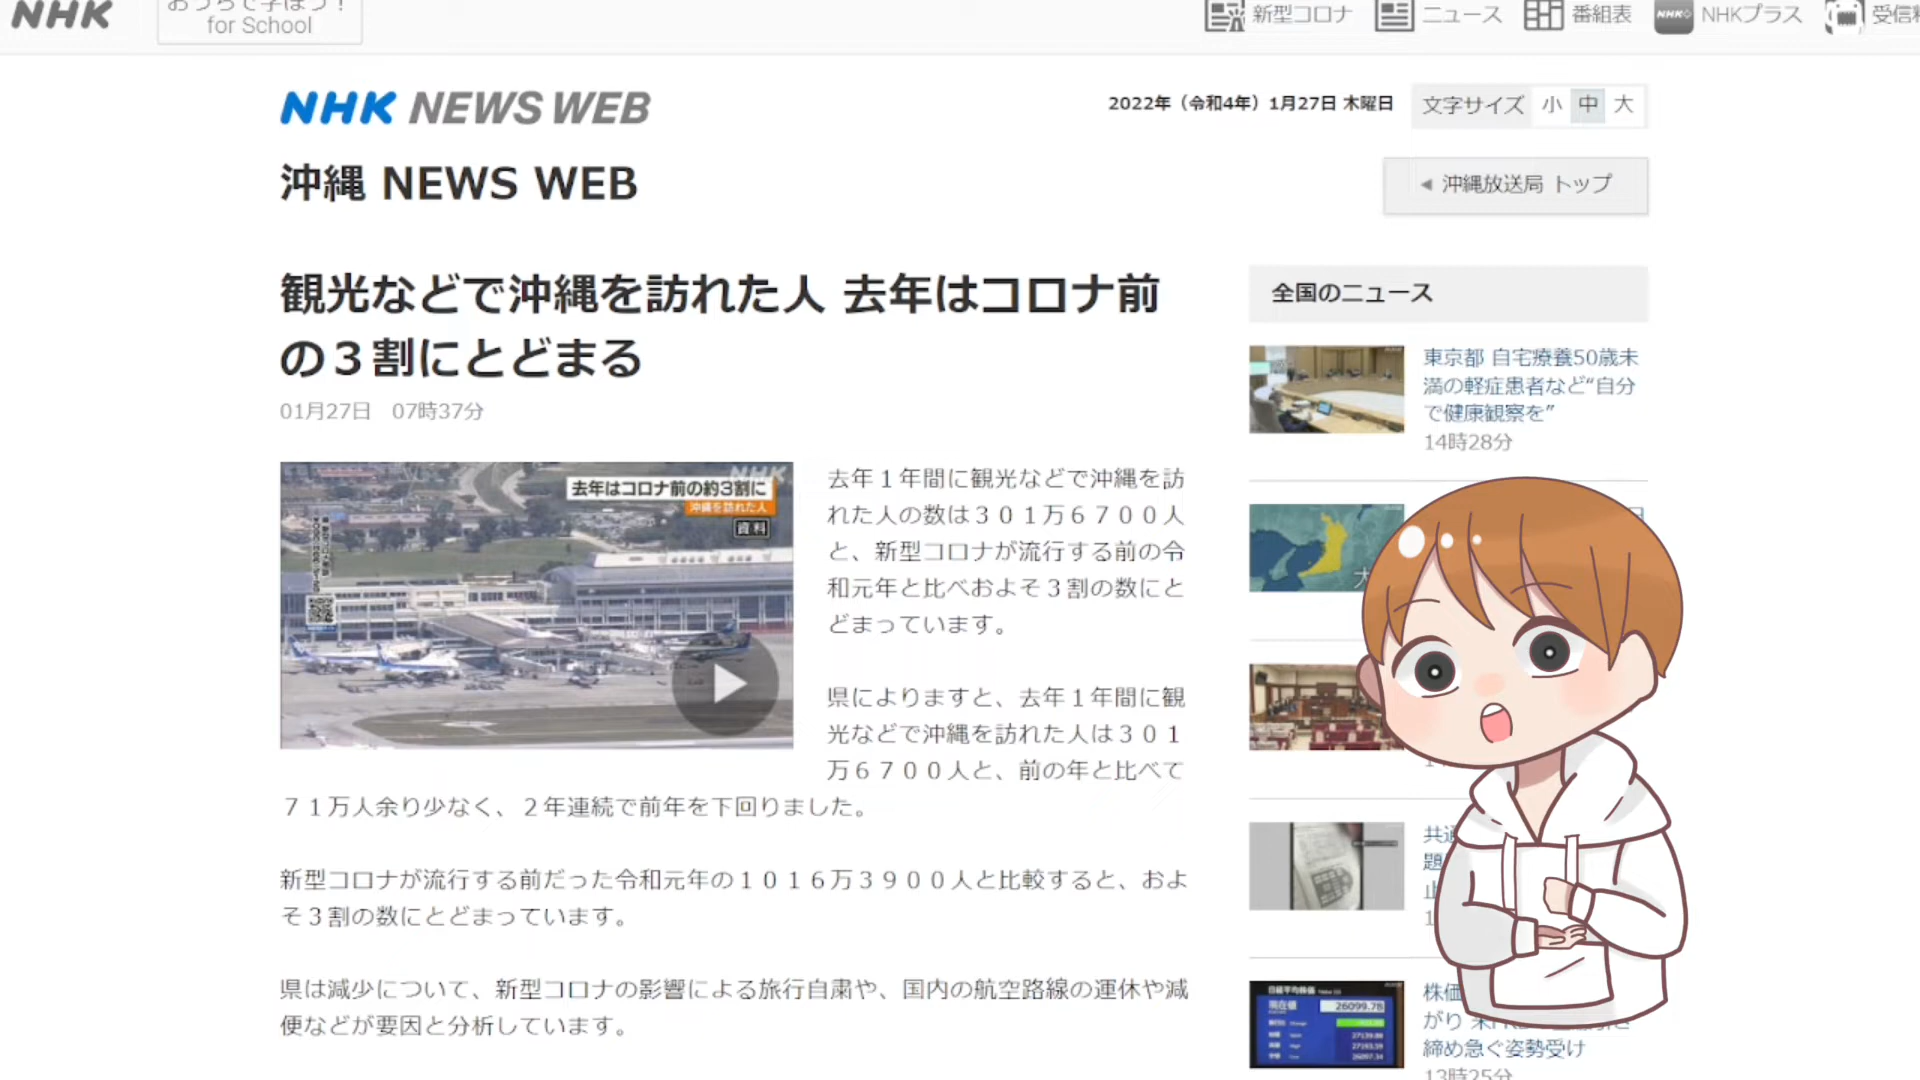 NHK
おうちで学ぼう！
for School
新型コロナ
ニュース
番組表
NHKプラス
受信料
NHK NEWS WEB
2022年（令和4年）1月27日 木曜日
文字サイズ 小 中 大
沖縄 NEWS WEB
◀ 沖縄放送局 トップ
観光などで沖縄を訪れた人 去年はコロナ前
の３割にとどまる
01月27日　07時37分
NHK
去年はコロナ前の約3割に
沖縄を訪れた人
資料
去年１年間に観光などで沖縄を訪
れた人の数は３０１万６７００人
と、新型コロナが流行する前の令
和元年と比べおよそ３割の数にと
どまっています。
県によりますと、去年１年間に観
光などで沖縄を訪れた人は３０１
万６７００人と、前の年と比べて
７１万人余り少なく、２年連続で前年を下回りました。
新型コロナが流行する前だった令和元年の１０１６万３９００人と比較すると、およ
そ３割の数にとどまっています。
県は減少について、新型コロナの影響による旅行自粛や、国内の航空路線の運休や減
便などが要因と分析しています。
全国のニュース
東京都 自宅療養50歳未
満の軽症患者など“自分
で健康観察を”
14時28分
共通
題
止
株価
がり
締め急ぐ姿勢受け
13時25分
日経平均株価
現在値
26099.78